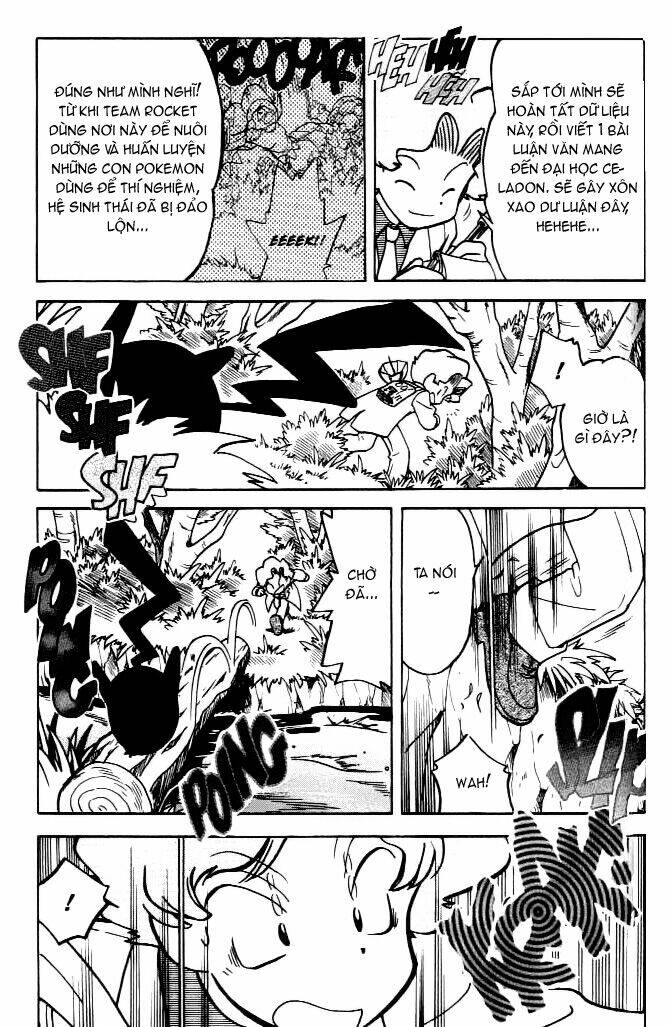 HEH
HEH
HEH
SẮP TỚI MÌNH SẼ
HOÀN TẤT DỮ LIỆU
NÀY, RỒI VIẾT 1 BÀI
LUẬN VĂN MANG
ĐẾN ĐẠI HỌC CE-
LADON. SẼ GÂY XÔN
XAO DƯ LUẬN ĐÂY,
HEHEHE...
ĐÚNG NHƯ MÌNH NGHĨ!
TỪ KHI TEAM ROCKET
DÙNG NƠI NÀY ĐỂ NUÔI
DƯỠNG VÀ HUẤN LUYỆN
NHỮNG CON POKEMON
DÙNG ĐỂ THÍ NGHIỆM,
HỆ SINH THÁI ĐÃ BỊ ĐẢO
LỘN...
EEEEK!!
!
GIỜ LÀ
GÌ ĐÂY?!
SHF
SHF
SHF
TA NÓI
~
WAH!
SLIP
CHỜ
ĐÃ...
POING
POING
!